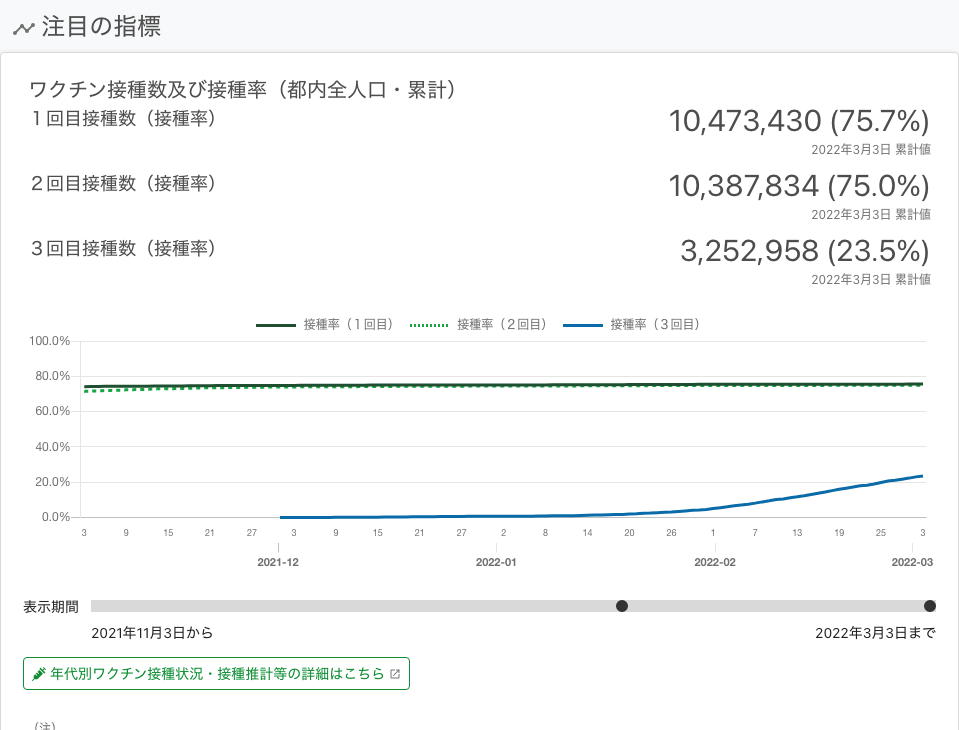 注目の指標
ワクチン接種数及び接種率（都内全人口・累計）
１回目接種数（接種率）
10,473,430 (75.7%)
2022年3月3日 累計値
２回目接種数（接種率）
10,387,834 (75.0%)
2022年3月3日 累計値
３回目接種数（接種率）
3,252,958 (23.5%)
2022年3月3日 累計値
接種率（１回目） 接種率（２回目） 接種率（３回目）
100.0%
80.0%
60.0%
40.0%
20.0%
0.0%
3 9 15 21 27 3 9 15 21 27 2 8 14 20 26 1 7 13 19 25 3
2021-12 2022-01 2022-02 2022-03
表示期間
2021年11月3日から 2022年3月3日まで
年代別ワクチン接種状況・接種推計等の詳細はこちら
（注）